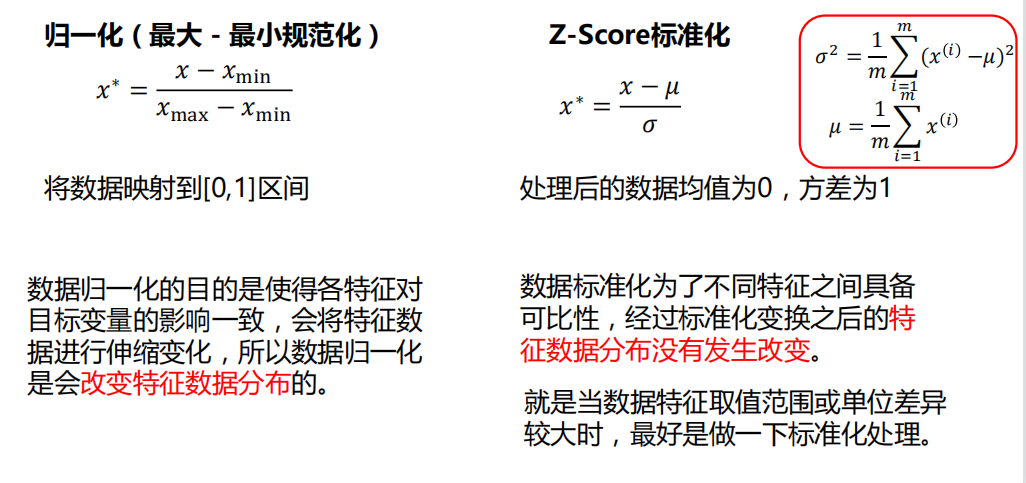 归一化（最大 - 最小规范化）
x* = (x − x_min) / (x_max − x_min)
将数据映射到[0,1]区间
数据归一化的目的是使得各特征对
目标变量的影响一致，会将特征数
据进行伸缩变化，所以数据归一化
是会改变特征数据分布的。
Z-Score标准化
x* = (x − μ) / σ
σ² = 1/m ∑_{i=1}^{m} (x^{(i)} −μ)²
μ = 1/m ∑_{i=1}^{m} x^{(i)}
处理后的数据均值为0，方差为1
数据标准化为了不同特征之间具备
可比性，经过标准化变换之后的特
征数据分布没有发生改变。
就是当数据特征取值范围或单位差异
较大时，最好是做一下标准化处理。